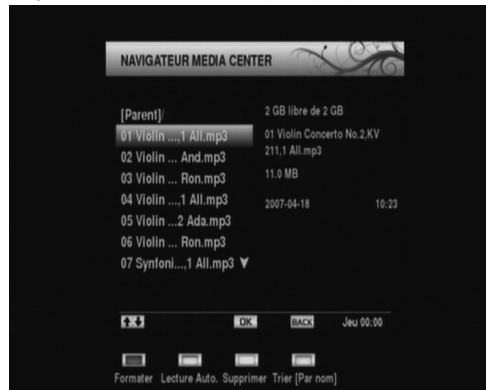 NAVIGATEUR MEDIA CENTER
[Parent]/
01 Violin ...,1 All.mp3
02 Violin ... And.mp3
03 Violin ... Ron.mp3
04 Violin ...,1 All.mp3
05 Violin ...2 Ada.mp3
06 Violin ... Ron.mp3
07 Synfoni...,1 All.mp3
2 GB libre de 2 GB
01 Violin Concerto No.2,KV
211,1 All.mp3
11.0 MB
2007-04-18 10:23
OK BACK Jeu 00:00
Formater Lecture Auto. Supprimer Trier [Par nom]